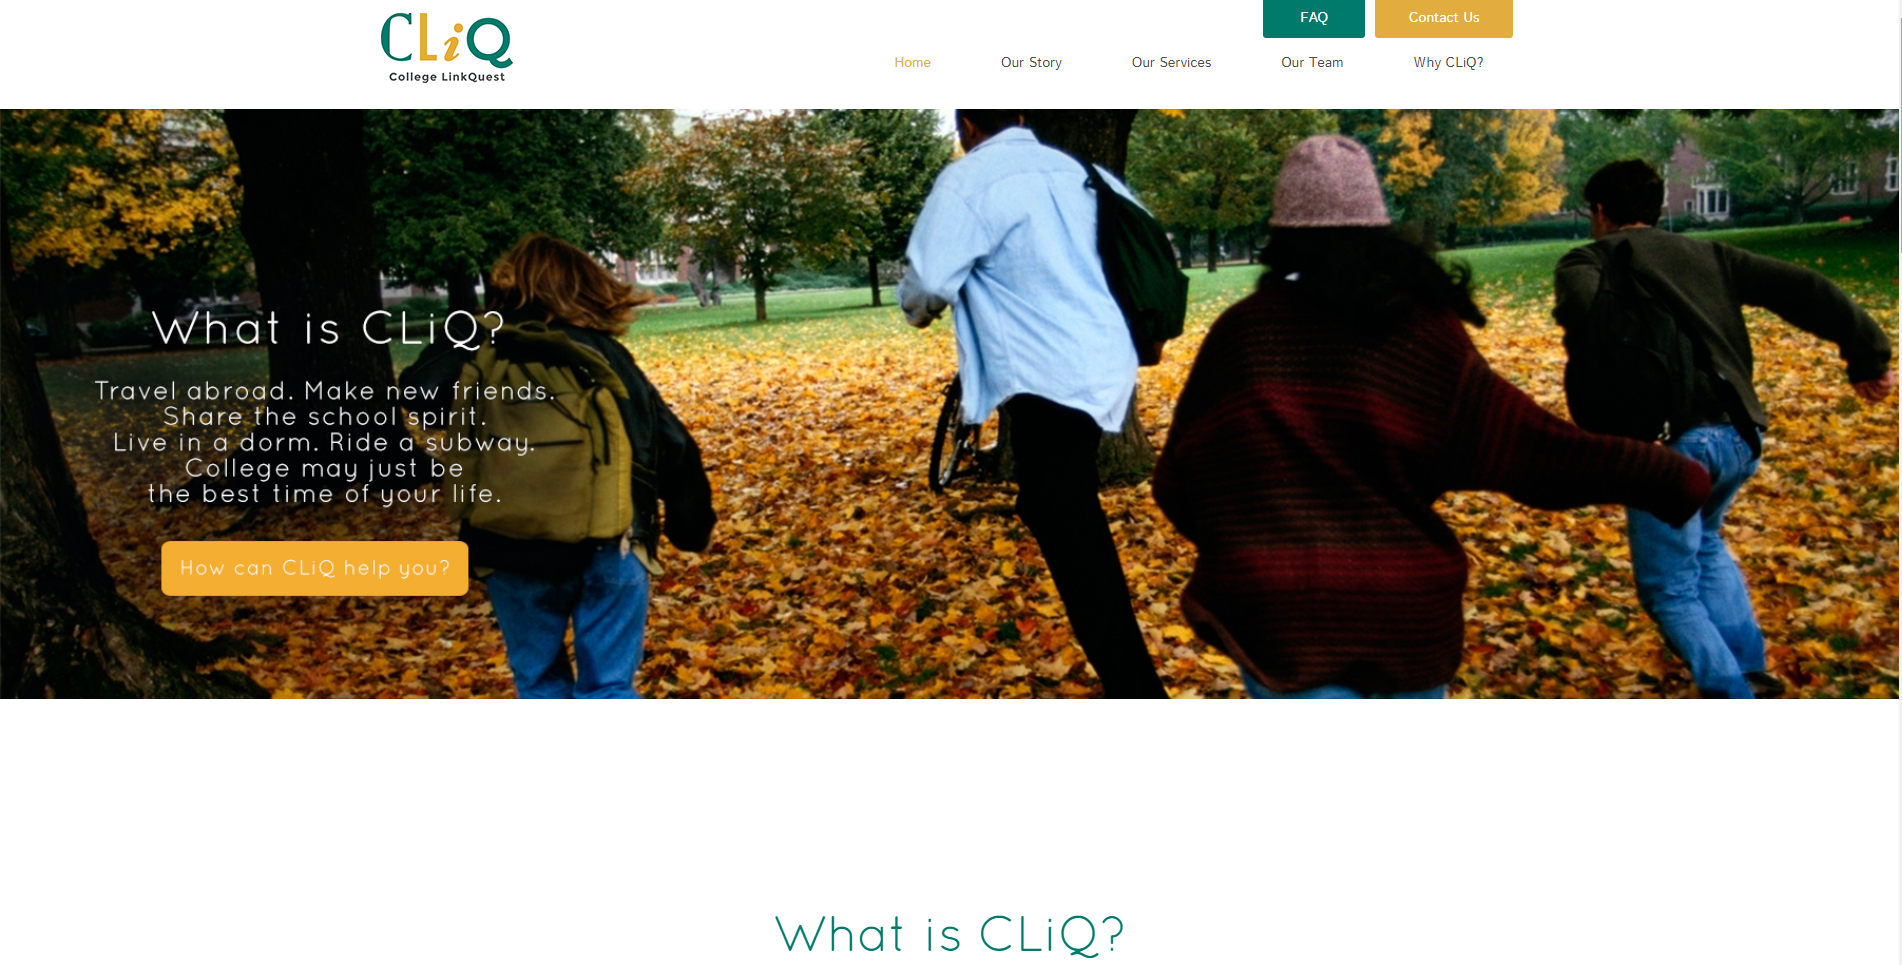 CLiQ
College LinkQuest
FAQ
Contact Us
Home
Our Story
Our Services
Our Team
Why CLiQ?
What is CLiQ?
Travel abroad. Make new friends.
Share the school spirit.
Live in a dorm. Ride a subway.
College may just be
the best time of your life.
How can CLiQ help you?
What is CLiQ?